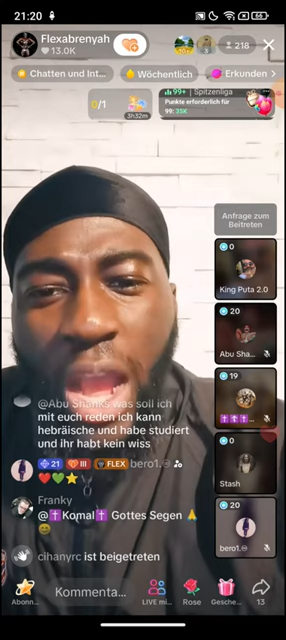 21:20
66
Flexabrenyah
13.0K
218
Chatten und Int...
Wöchentlich
Erkunden >
0/1
3h32m
99+ | Spitzenliga
Punkte erforderlich für
99: 35K
Anfrage zum
Beitreten
0
King Puta 2.0
20
Abu Sha...
19
✝️✝️✝️...
0
Stash
20
bero1.♾
@Abu Shanks was soll ich
mit euch reden ich kann
hebräische und habe studiert
und ihr habt kein wiss
21 III FLEX bero1.♾
❤️💚⭐
Franky
@✝️Komal✝️ Gottes Segen 🙏
😄
cihanyrc ist beigetreten
Kommenta...
Abonn...
LIVE mi...
Rose
Gesche...
13